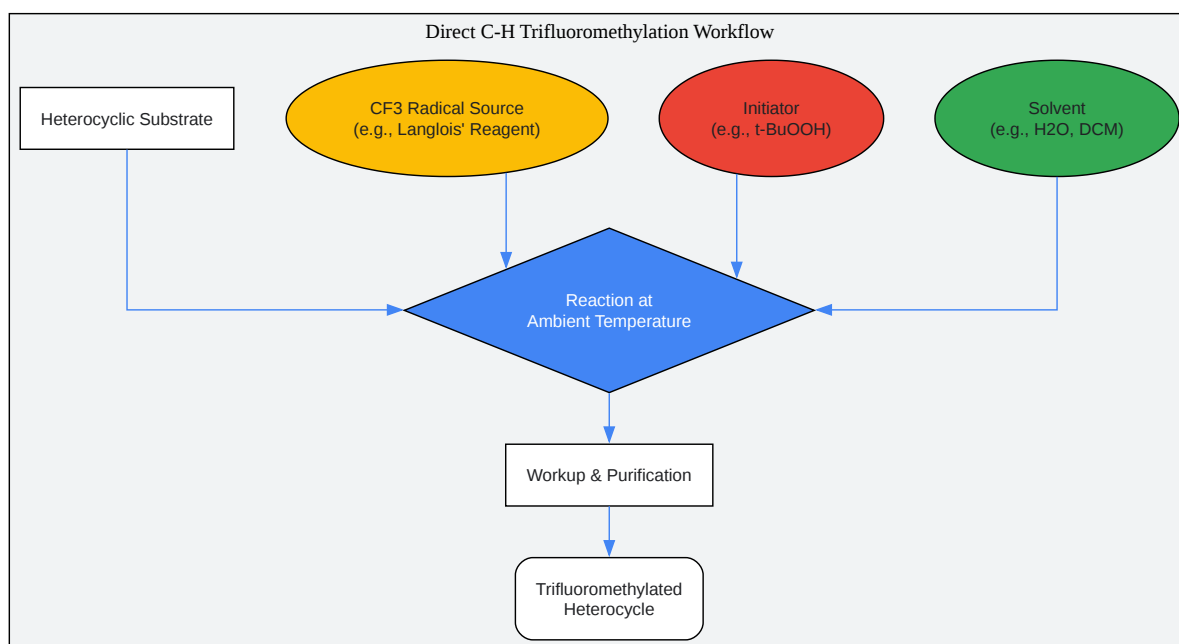 Direct C-H Trifluoromethylation Workflow
Heterocyclic Substrate
CF3 Radical Source
(e.g., Langlois' Reagent)
Initiator
(e.g., t-BuOOH)
Solvent
(e.g., H2O, DCM)
Reaction at
Ambient Temperature
Workup & Purification
Trifluoromethylated
Heterocycle